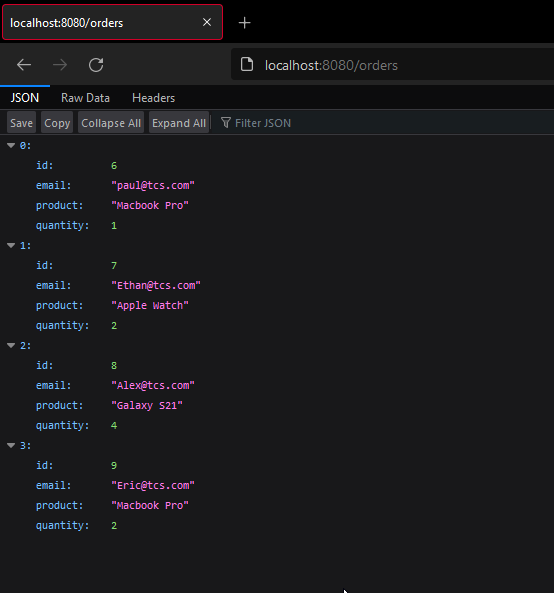 localhost:8080/orders
localhost:8080/orders
JSON Raw Data Headers
Save Copy Collapse All Expand All Filter JSON
0:
id: 6
email: "paul@tcs.com"
product: "Macbook Pro"
quantity: 1
1:
id: 7
email: "Ethan@tcs.com"
product: "Apple Watch"
quantity: 2
2:
id: 8
email: "Alex@tcs.com"
product: "Galaxy S21"
quantity: 4
3:
id: 9
email: "Eric@tcs.com"
product: "Macbook Pro"
quantity: 2